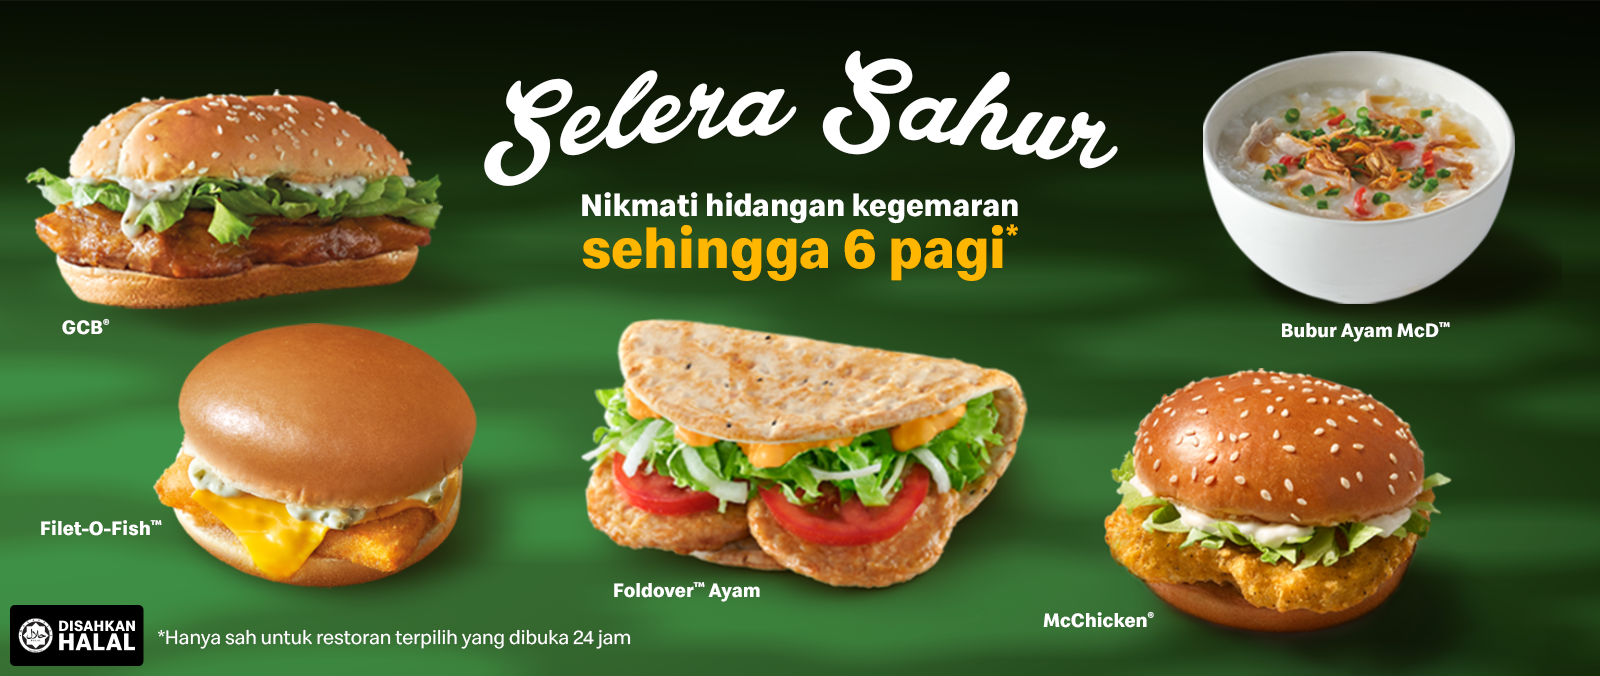 Selera Sahur
Nikmati hidangan kegemaran
sehingga 6 pagi*
GCB®
Bubur Ayam McD™
Filet-O-Fish™
Foldover™ Ayam
McChicken®
DISAHKAN
HALAL
*Hanya sah untuk restoran terpilih yang dibuka 24 jam